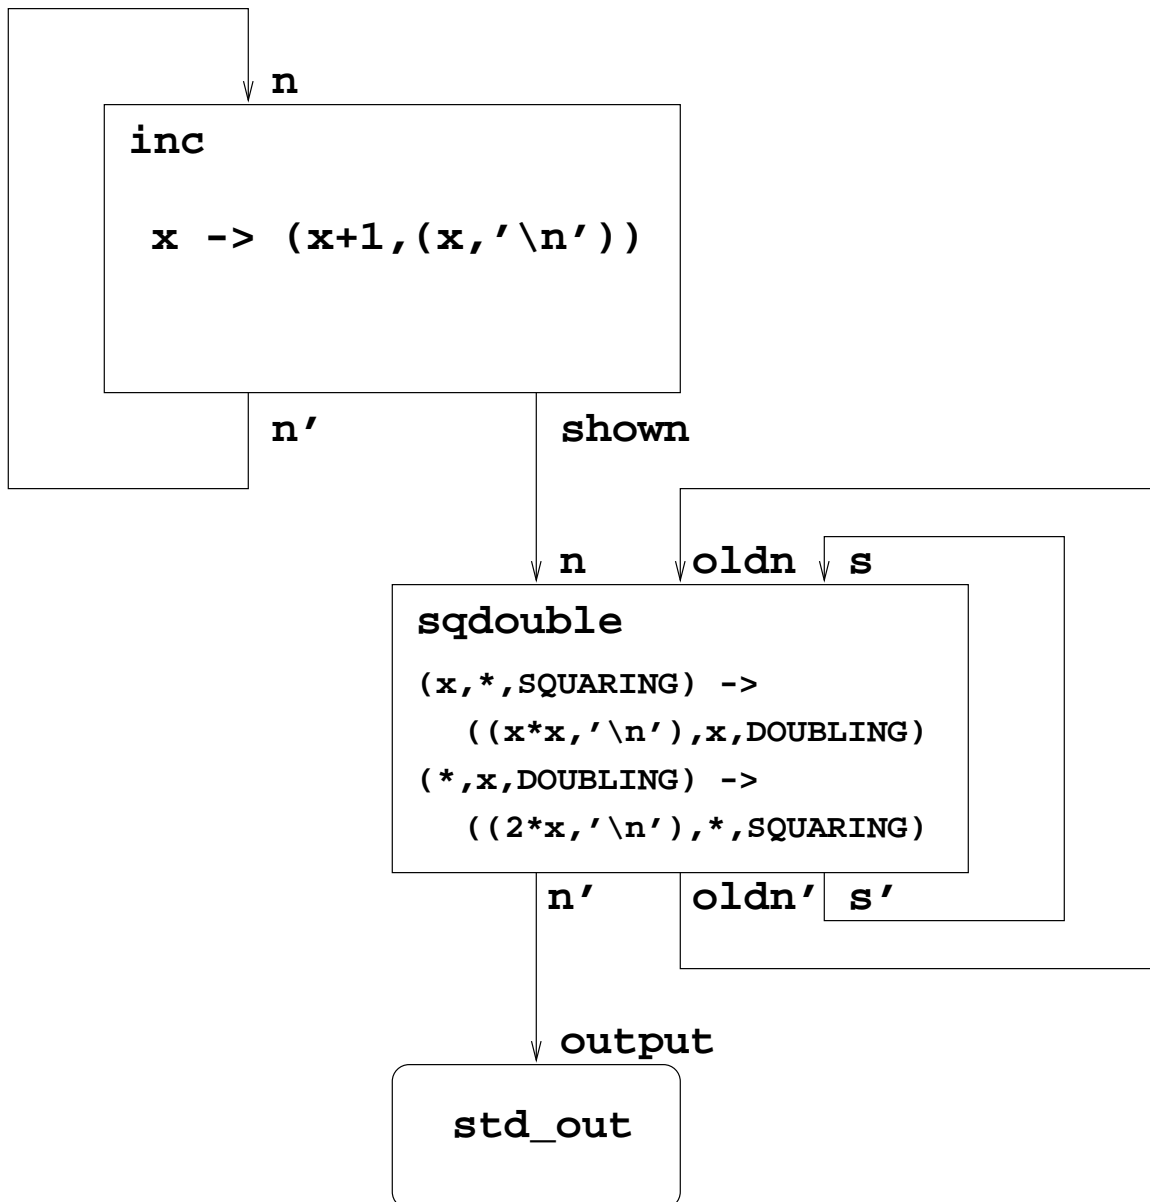 n
inc
x -> (x+1,(x,'\n'))
n'
shown
n
oldn
s
sqdouble
(x,*,SQUARING) ->
((x*x,'\n'),x,DOUBLING)
(*,x,DOUBLING) ->
((2*x,'\n'),*,SQUARING)
n'
oldn'
s'
output
std_out